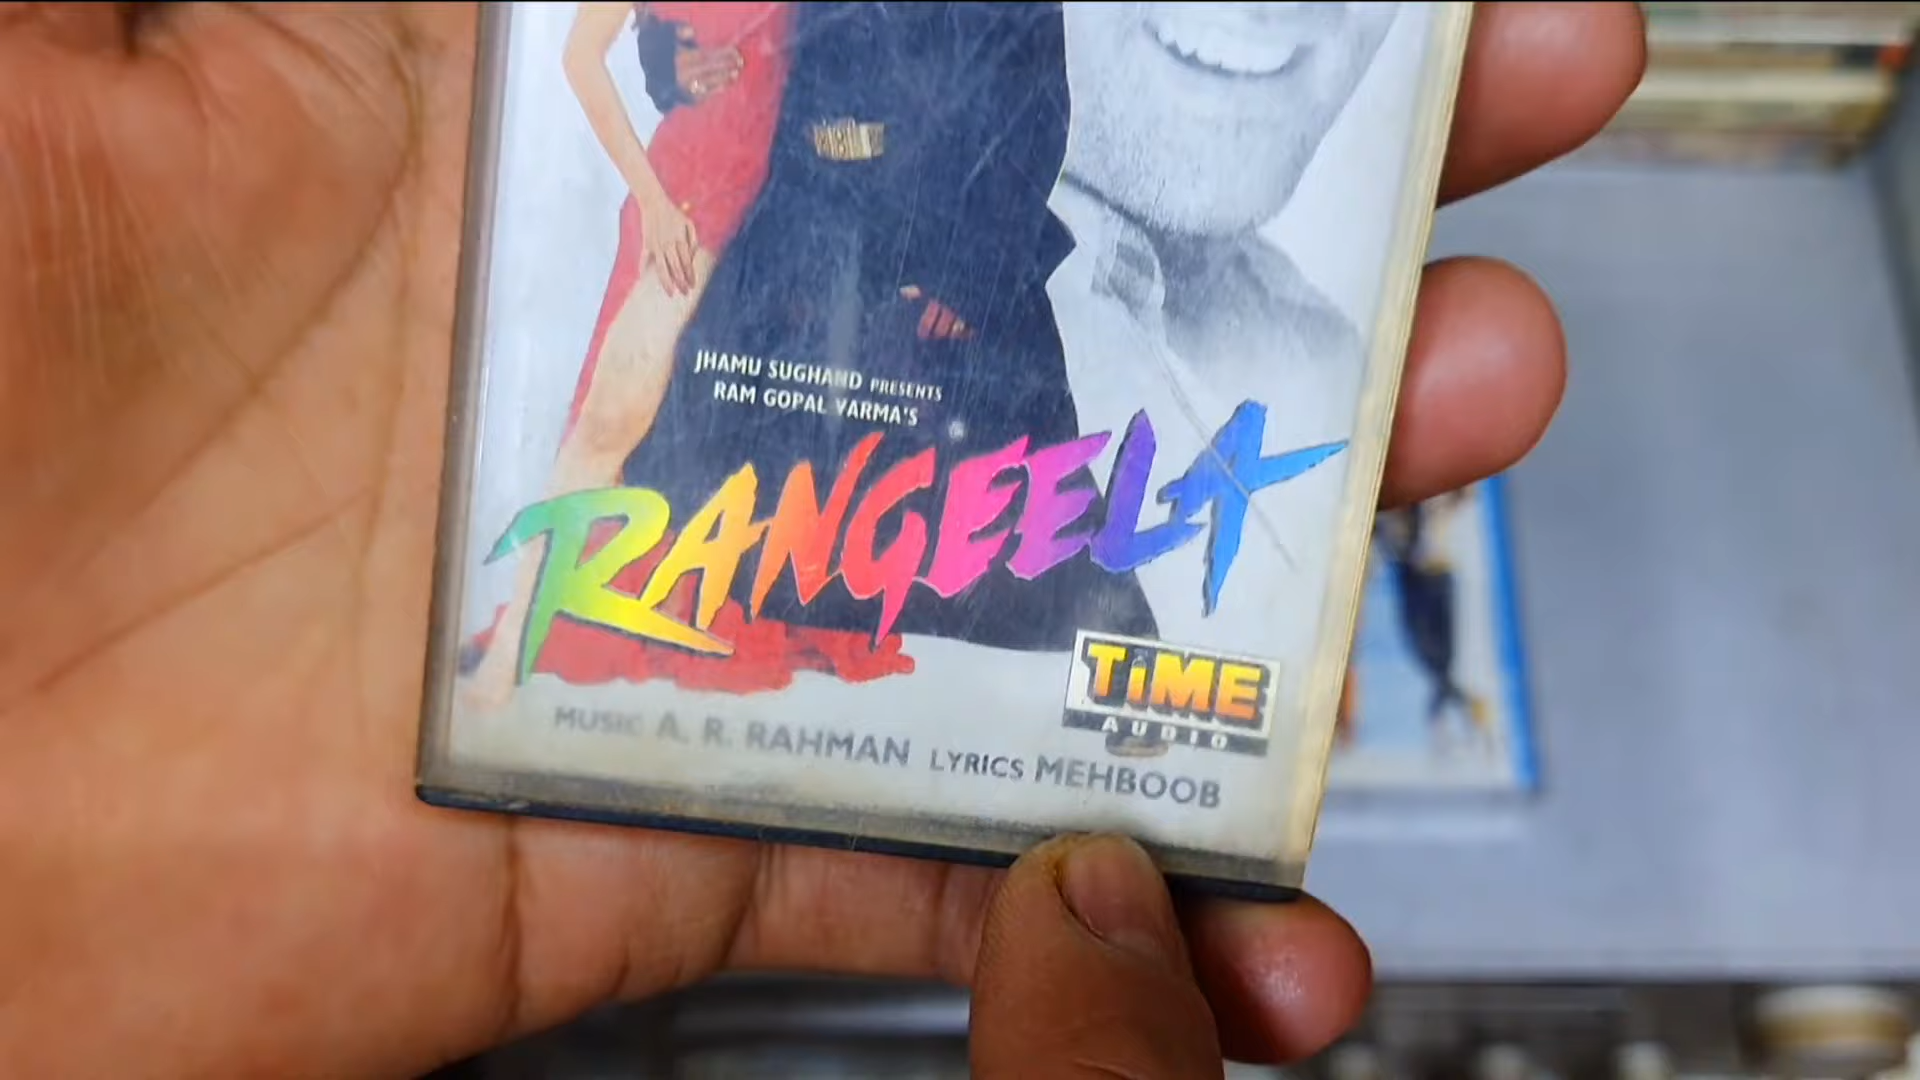 JHAMU SUGHAND PRESENTS
RAM GOPAL VARMA'S
RANGEELA
TiME
AUDIO
MUSIC A. R. RAHMAN LYRICS MEHBOOB